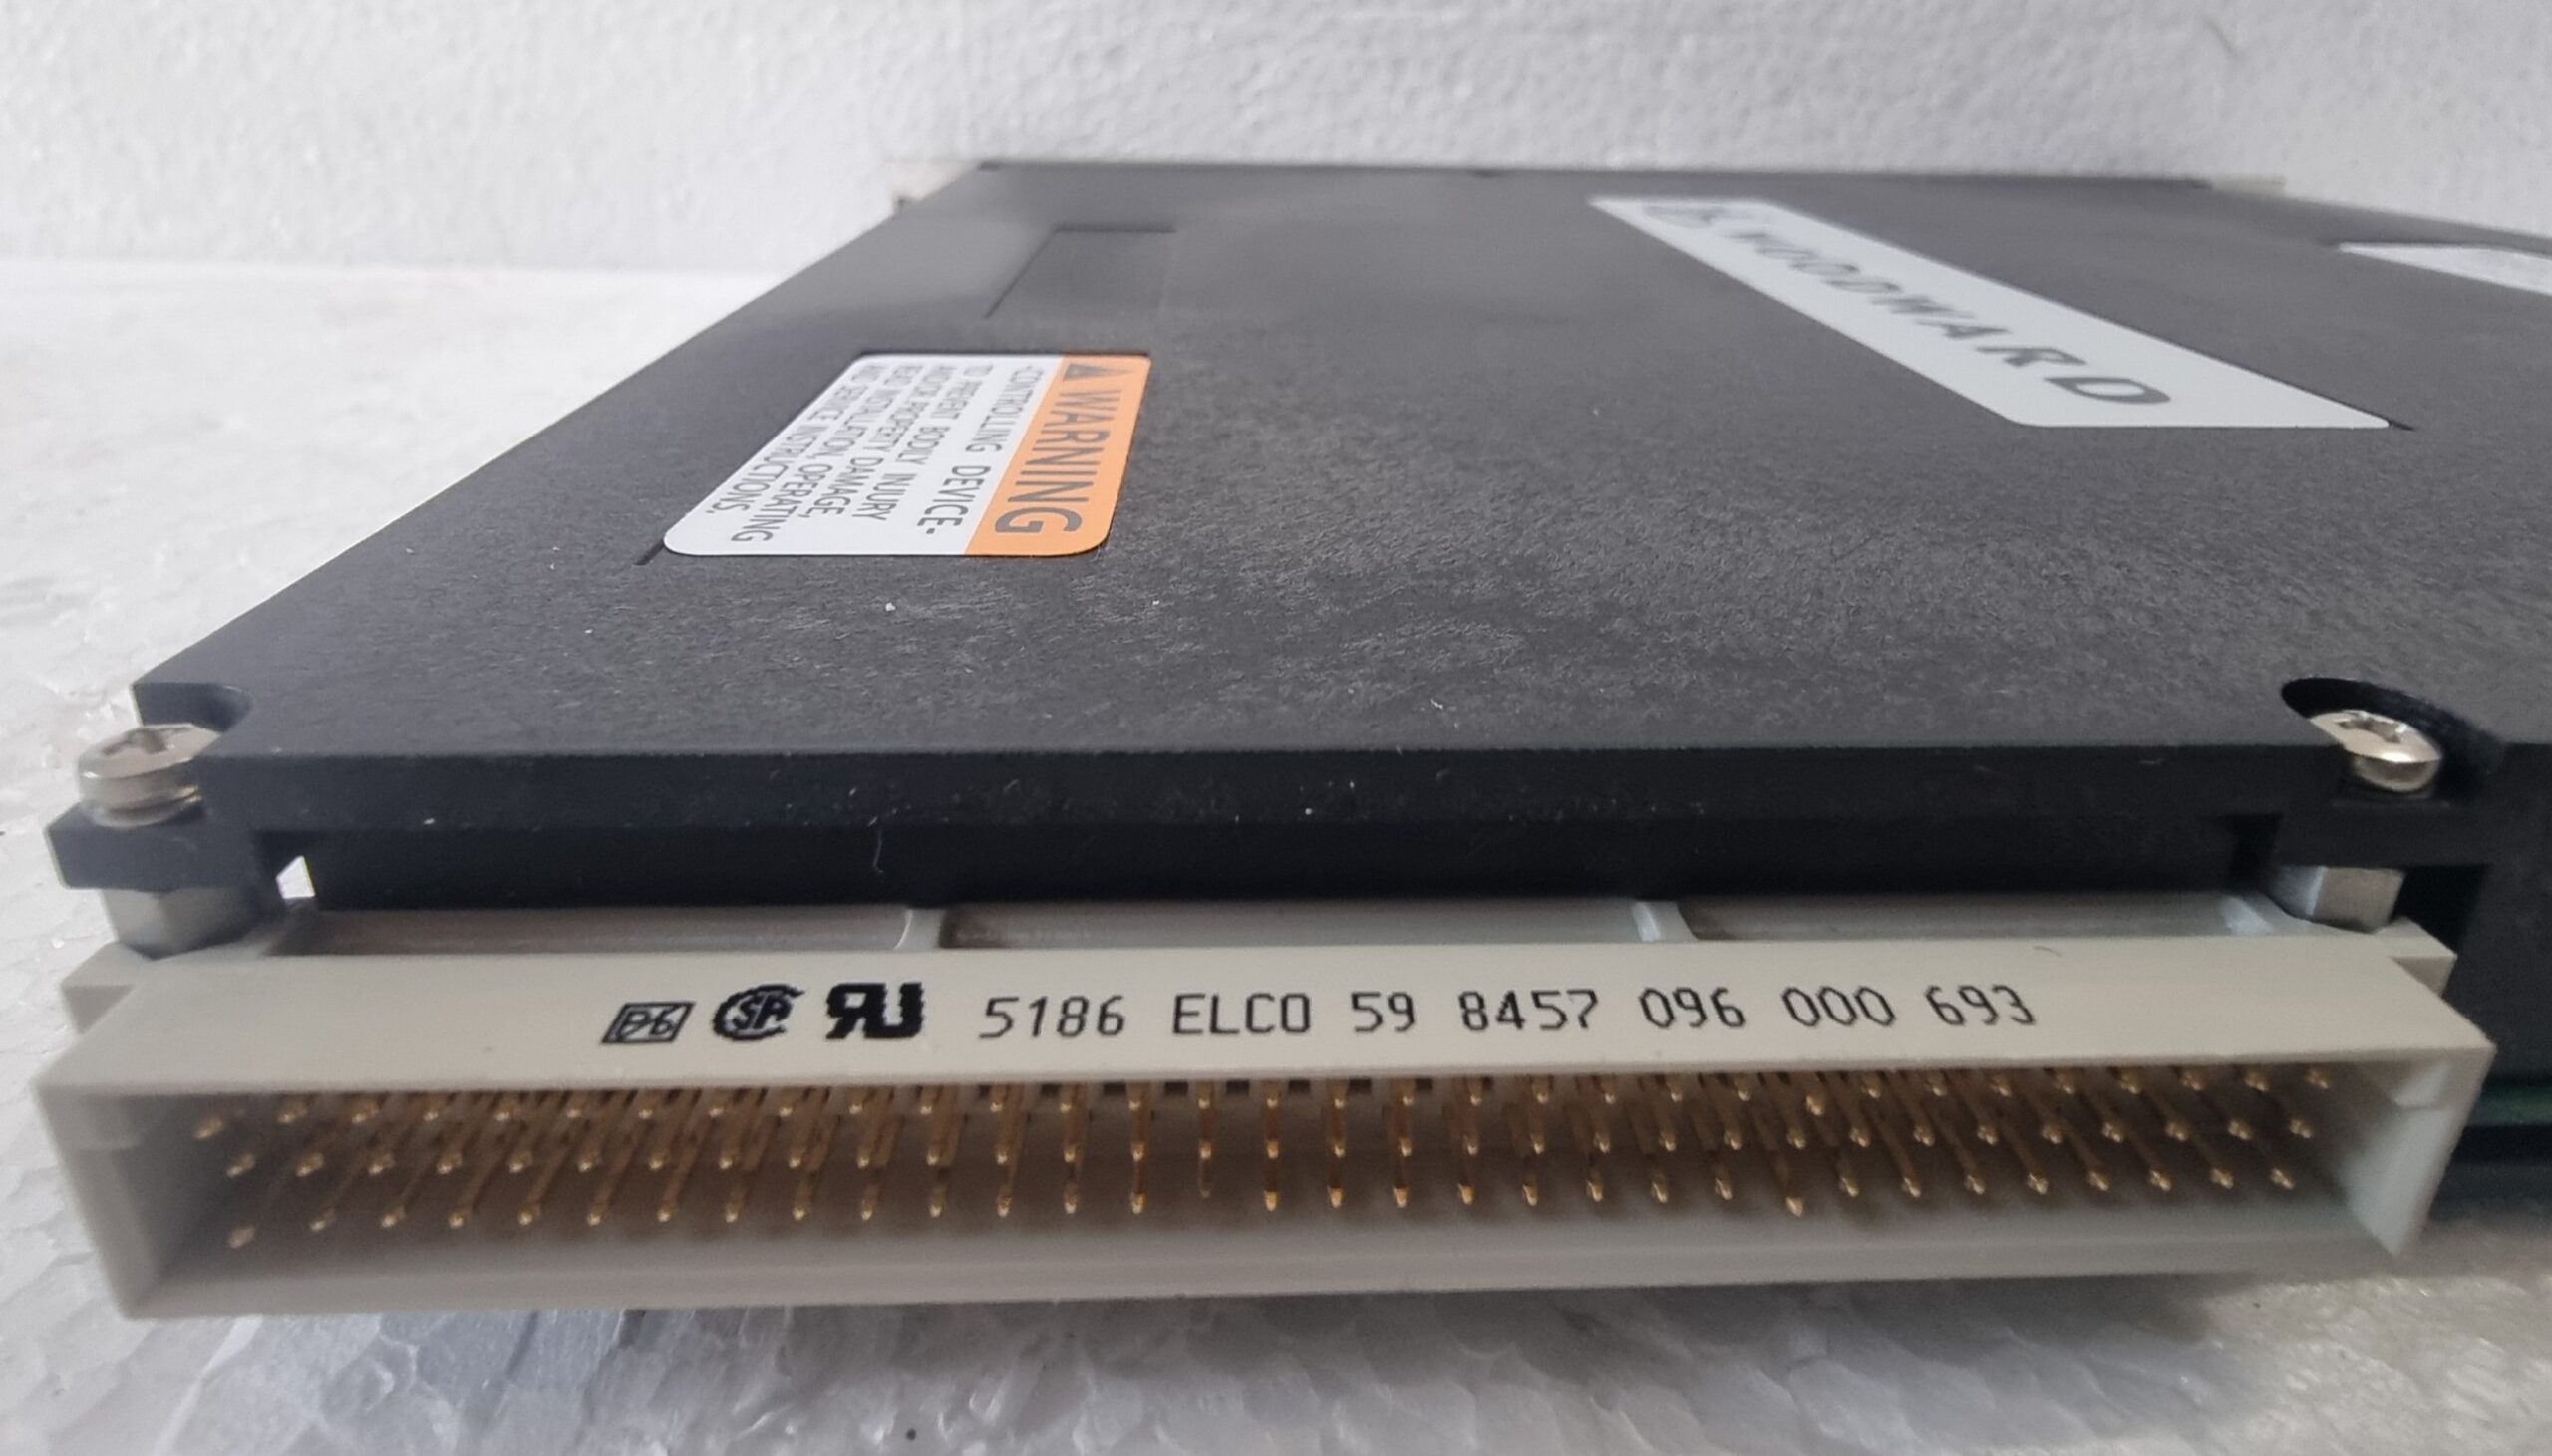 WOODWARD
WARNING
-CONTROLLING DEVICE-
TO PREVENT BODILY INJURY
AND/OR PROPERTY DAMAGE,
READ INSTALLATION, OPERATING
AND SERVICE INSTRUCTIONS.
5186 ELCO 59 8457 096 000 693